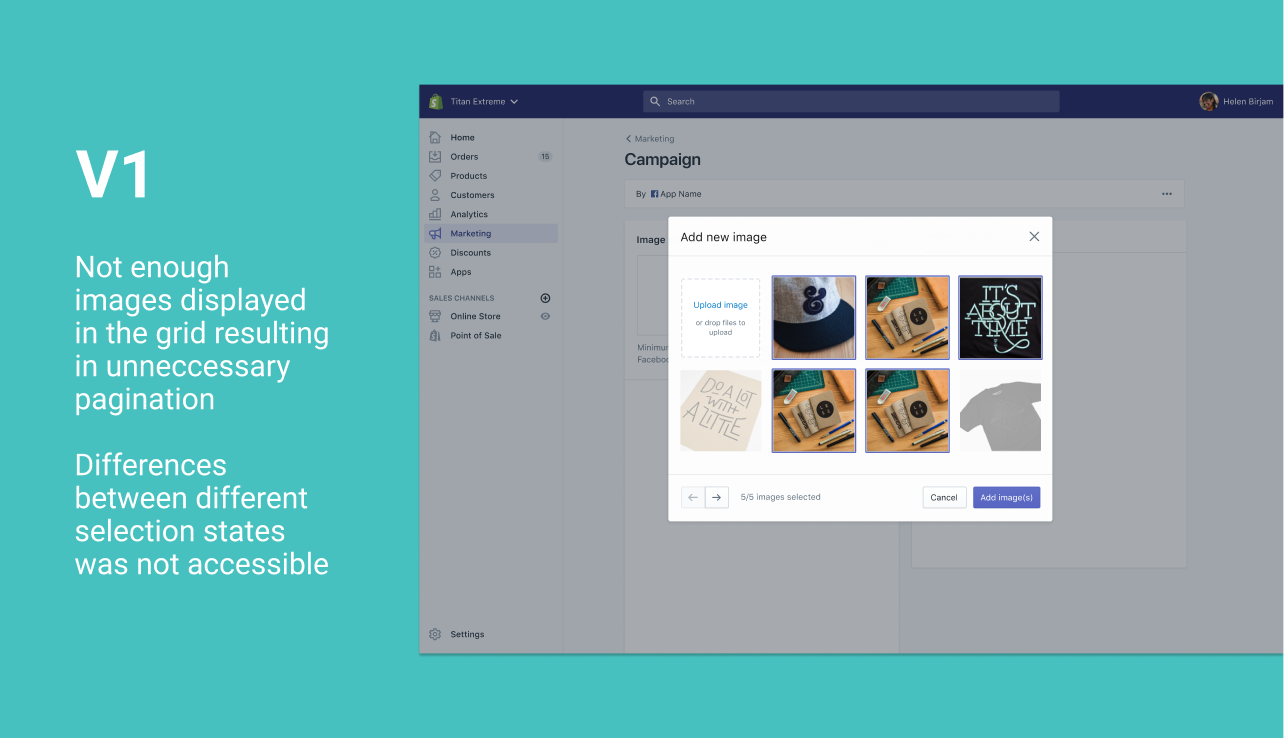 V1
Not enough
images displayed
in the grid resulting
in unneccessary
pagination
Differences
between different
selection states
was not accessible
Titan Extreme
Search
Helen Birjam
Home
Orders
15
Products
Customers
Analytics
Marketing
Discounts
Apps
SALES CHANNELS
Online Store
Point of Sale
Settings
Marketing
Campaign
By App Name
Image
Minimum
Facebo
Add new image
Upload image
or drop files to
upload
&
IT'S
ABOUT
TIME
DO A LOT
WITH
A LITTLE
5/5 images selected
Cancel
Add image(s)